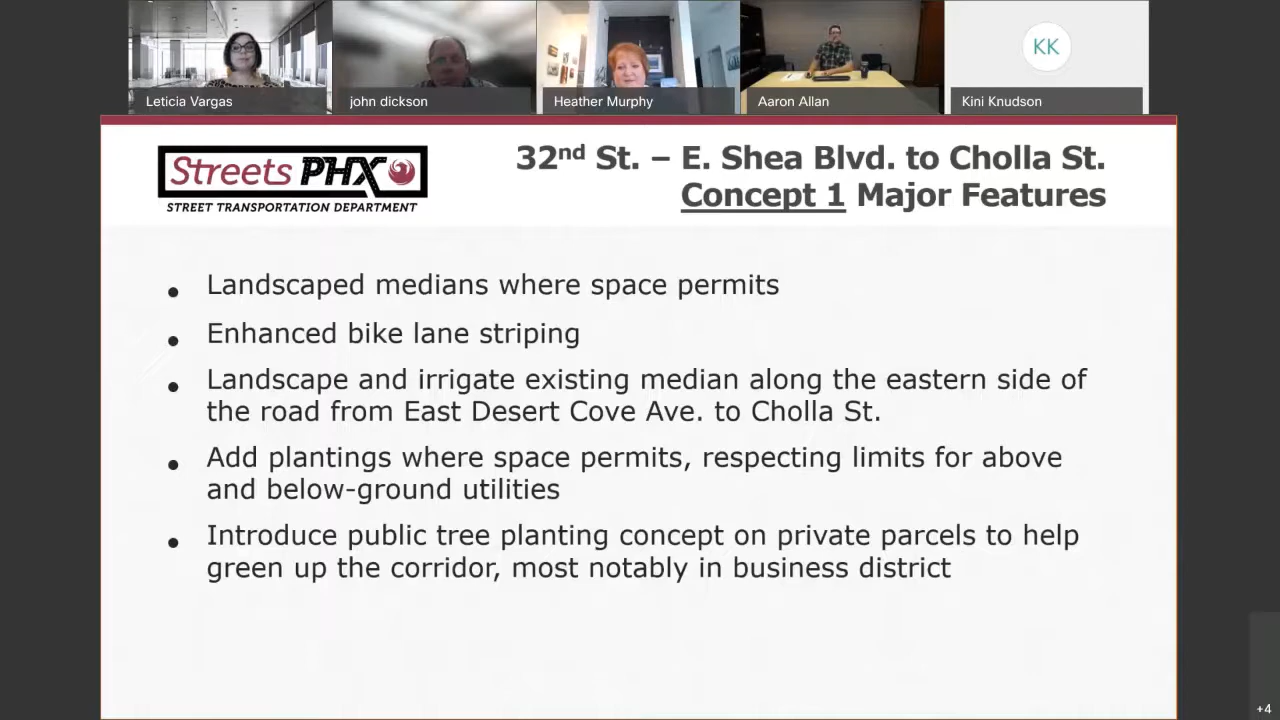 Leticia Vargas
john dickson
Heather Murphy
Aaron Allan
KK
Kini Knudson
Streets PHX
STREET TRANSPORTATION DEPARTMENT
32nd St. – E. Shea Blvd. to Cholla St.
Concept 1 Major Features
• Landscaped medians where space permits
• Enhanced bike lane striping
• Landscape and irrigate existing median along the eastern side of
the road from East Desert Cove Ave. to Cholla St.
• Add plantings where space permits, respecting limits for above
and below-ground utilities
• Introduce public tree planting concept on private parcels to help
green up the corridor, most notably in business district
+4